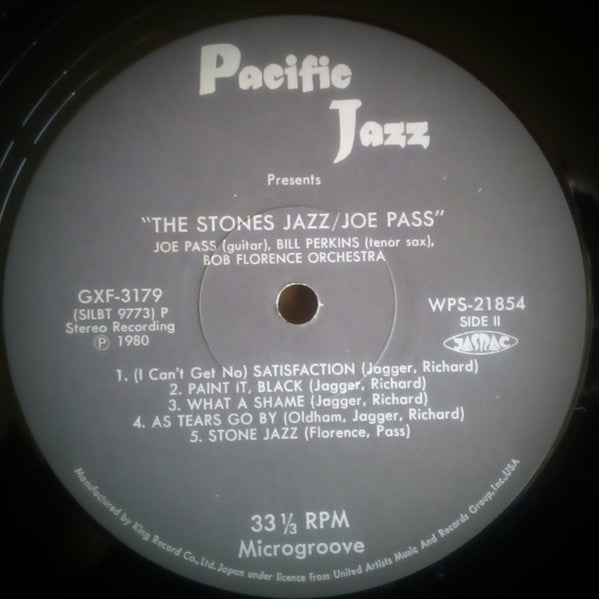 Pacific
Jazz
Presents
"THE STONES JAZZ/JOE PASS"
JOE PASS (guitar), BILL PERKINS (tenor sax),
BOB FLORENCE ORCHESTRA
GXF-3179
(SILBT 9773) P
Stereo Recording
Ⓟ 1980
WPS-21854
SIDE II
JASRAC
1. (I Can't Get No) SATISFACTION (Jagger, Richard)
2. PAINT IT, BLACK (Jagger, Richard)
3. WHAT A SHAME (Jagger, Richard)
4. AS TEARS GO BY (Oldham, Jagger, Richard)
5. STONE JAZZ (Florence, Pass)
33 1/3 RPM
Microgroove
Manufactured by King Record Co., Ltd. Japan under licence from United Artists Music And Records Group, Inc, USA